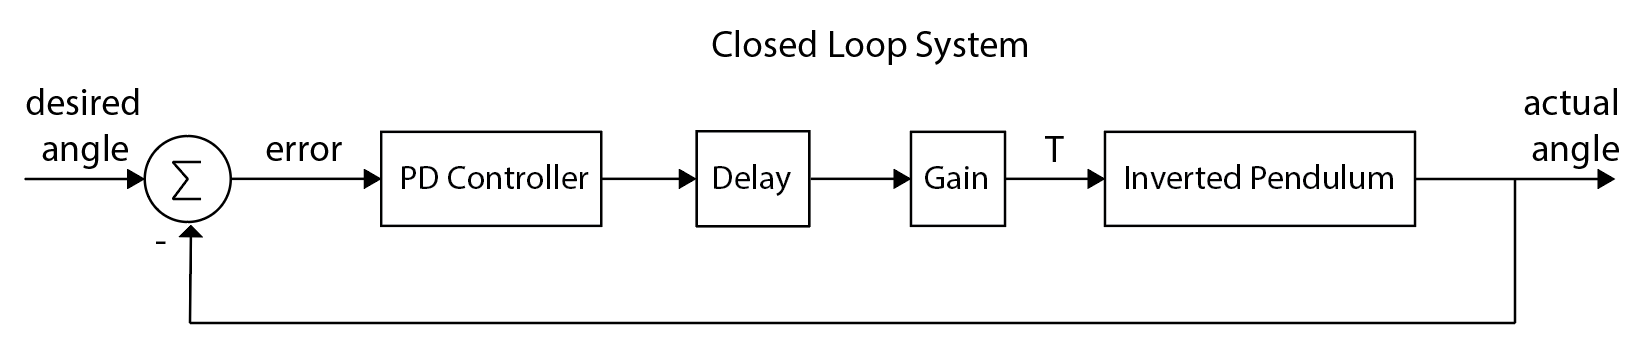 Closed Loop System
desired
angle
Σ
-
error
PD Controller
Delay
Gain
T
Inverted Pendulum
actual
angle